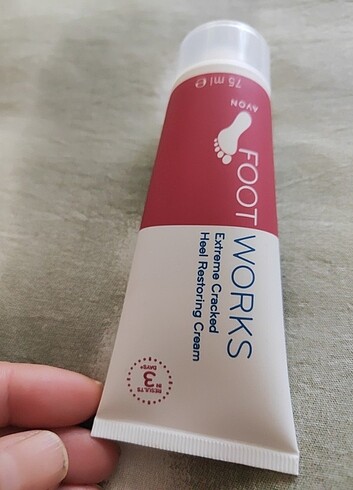 75 ml e
AVON
FOOT WORKS
Extreme Cracked
Heel Restoring Cream
RESULTS
IN
3
DAYS*